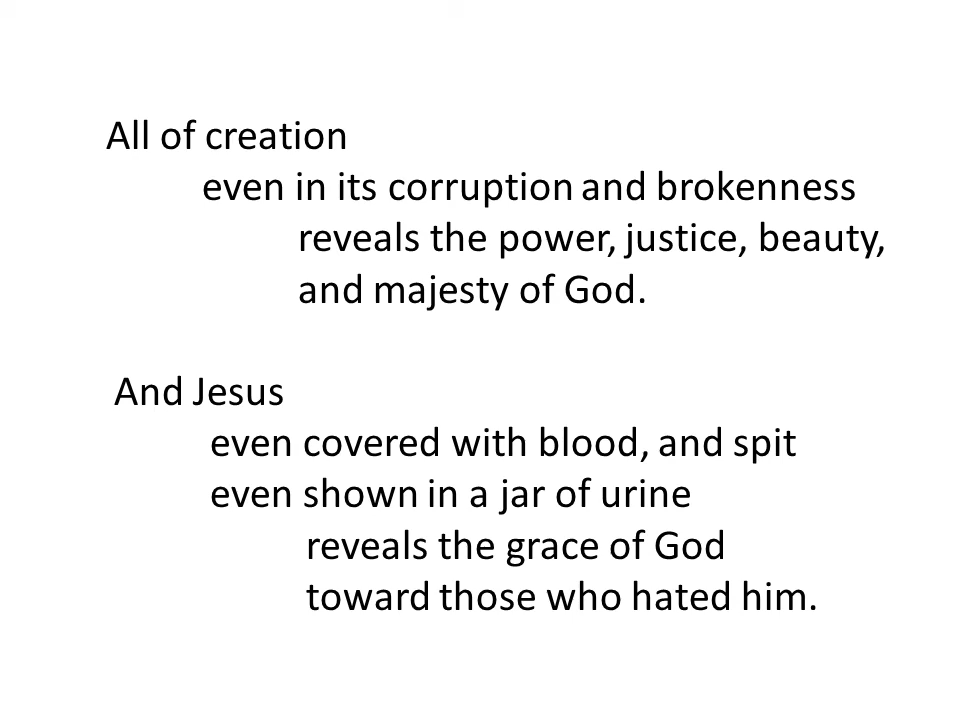 All of creation
even in its corruption and brokenness
reveals the power, justice, beauty,
and majesty of God.
And Jesus
even covered with blood, and spit
even shown in a jar of urine
reveals the grace of God
toward those who hated him.